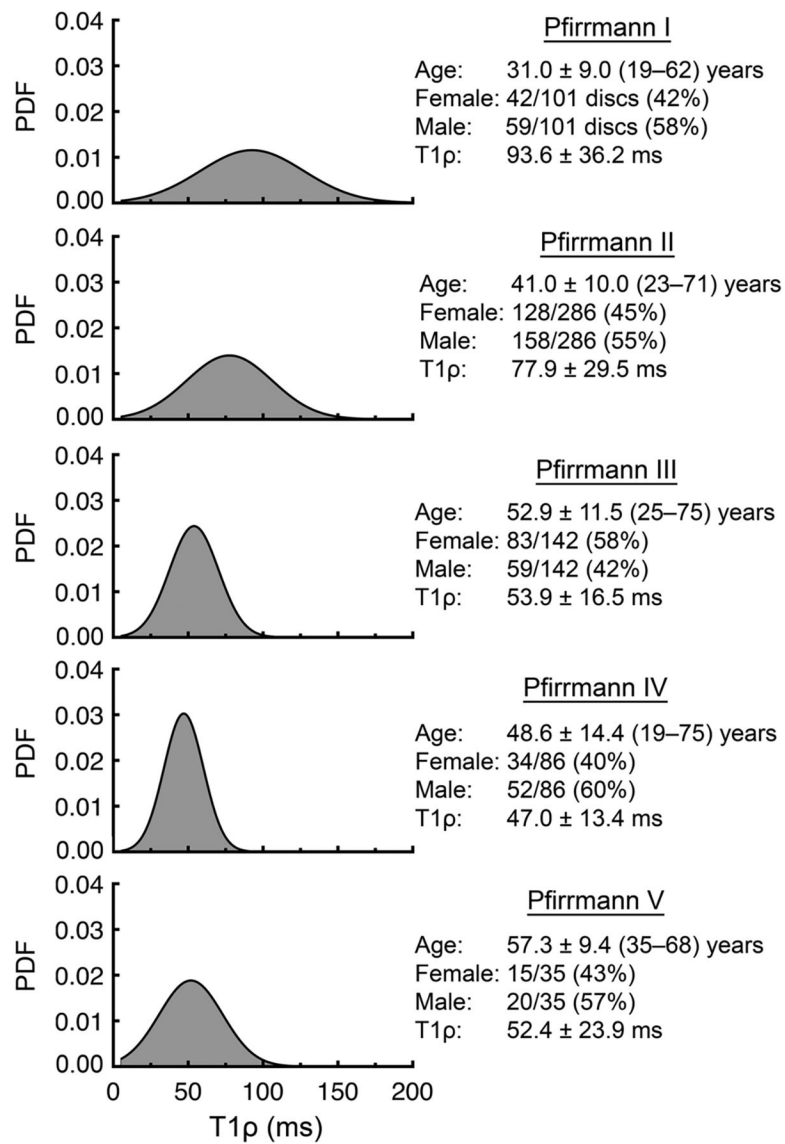 Pfirrmann I
0.04
0.03
0.02
0.01
0.00
PDF
Age: 31.0 ± 9.0 (19–62) years
Female: 42/101 discs (42%)
Male: 59/101 discs (58%)
T1ρ: 93.6 ± 36.2 ms
Pfirrmann II
0.04
0.03
0.02
0.01
0.00
PDF
Age: 41.0 ± 10.0 (23–71) years
Female: 128/286 (45%)
Male: 158/286 (55%)
T1ρ: 77.9 ± 29.5 ms
Pfirrmann III
0.04
0.03
0.02
0.01
0.00
PDF
Age: 52.9 ± 11.5 (25–75) years
Female: 83/142 (58%)
Male: 59/142 (42%)
T1ρ: 53.9 ± 16.5 ms
Pfirrmann IV
0.04
0.03
0.02
0.01
0.00
PDF
Age: 48.6 ± 14.4 (19–75) years
Female: 34/86 (40%)
Male: 52/86 (60%)
T1ρ: 47.0 ± 13.4 ms
Pfirrmann V
0.04
0.03
0.02
0.01
0.00
PDF
Age: 57.3 ± 9.4 (35–68) years
Female: 15/35 (43%)
Male: 20/35 (57%)
T1ρ: 52.4 ± 23.9 ms
0 50 100 150 200
T1ρ (ms)